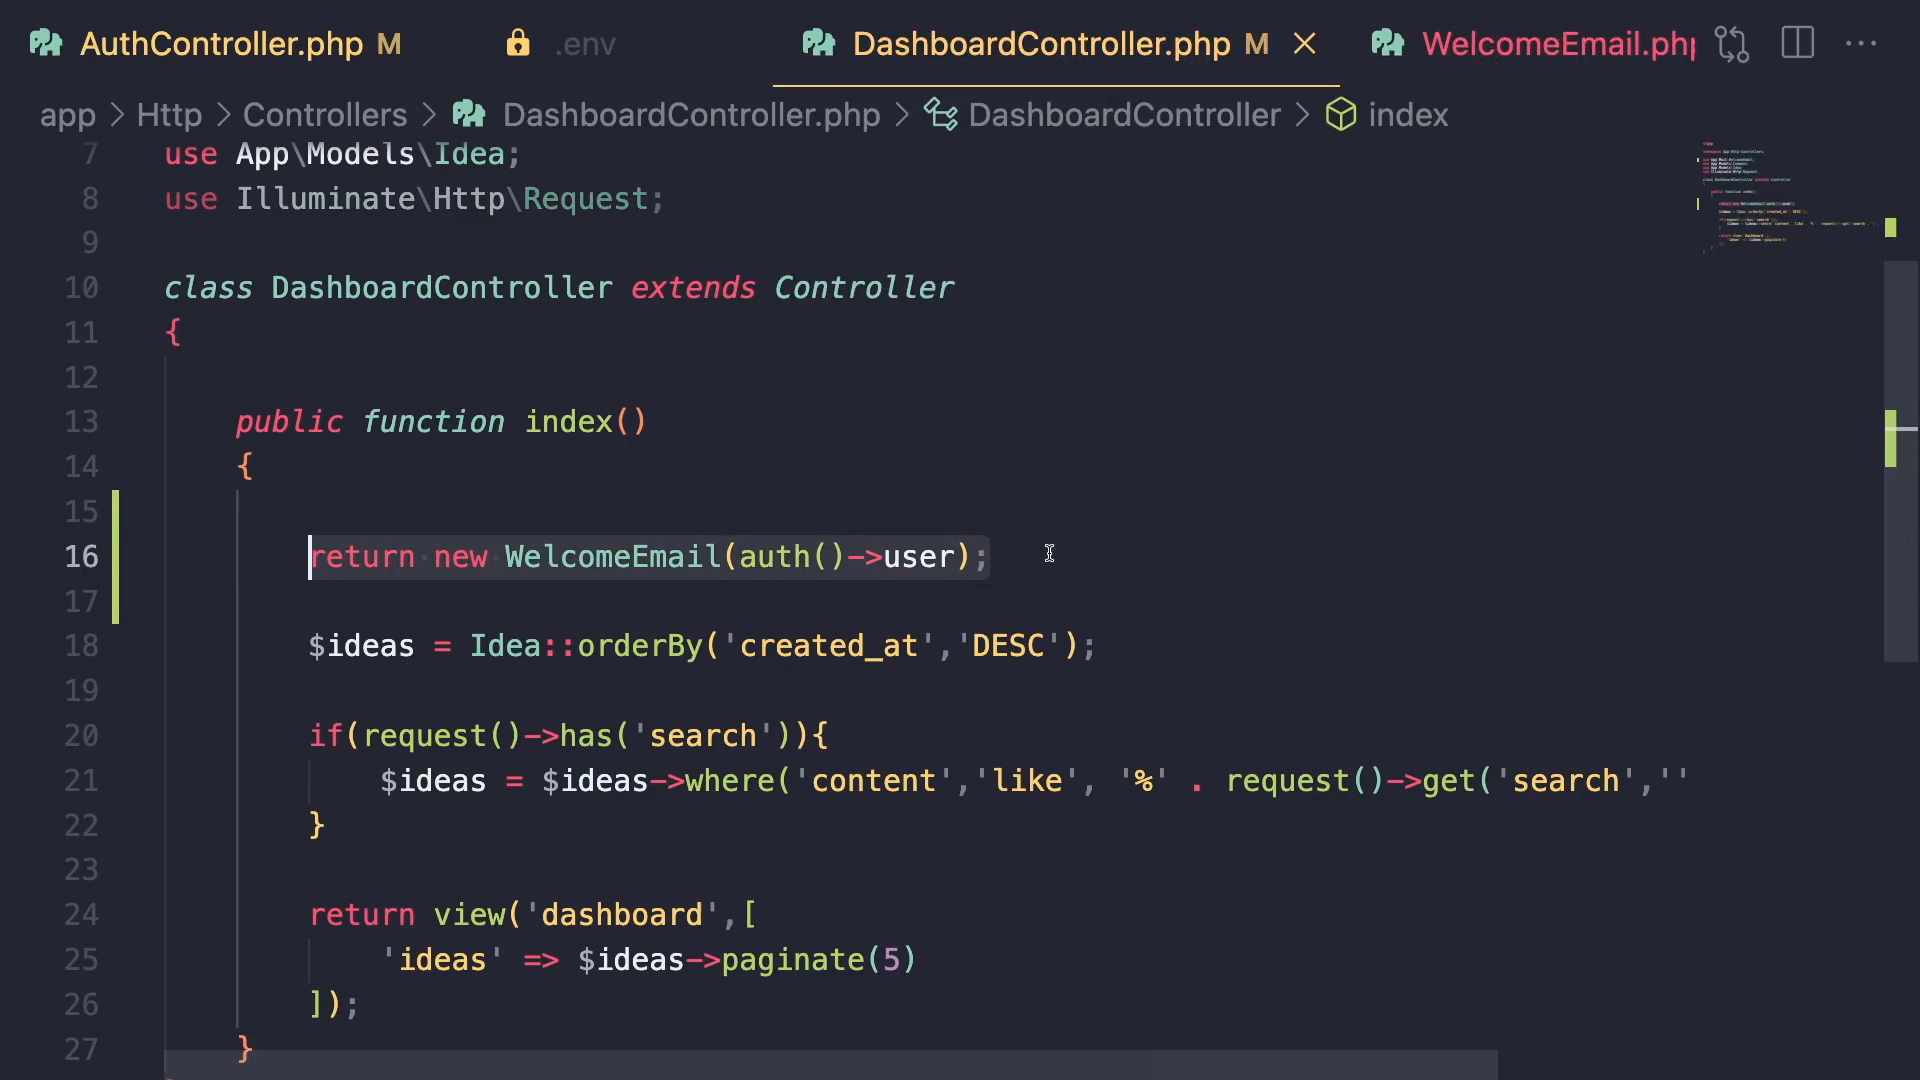 AuthController.php M .env DashboardController.php M WelcomeEmail.php
app > Http > Controllers > DashboardController.php > DashboardController > index
7 use App\Models\Idea;
8 use Illuminate\Http\Request;
9
10 class DashboardController extends Controller
11 {
12
13 public function index()
14 {
15
16 return new WelcomeEmail(auth()->user);
17
18 $ideas = Idea::orderBy('created_at','DESC');
19
20 if(request()->has('search')){
21 $ideas = $ideas->where('content','like', '%' . request()->get('search',''
22 }
23
24 return view('dashboard',[
25 'ideas' => $ideas->paginate(5)
26 ]);
27 }